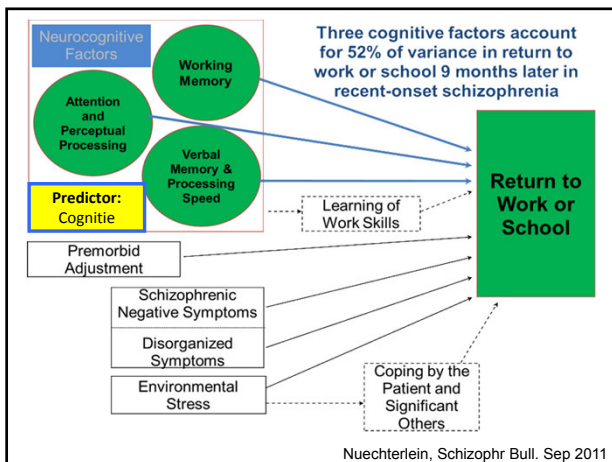 Three cognitive factors account
for 52% of variance in return to
work or school 9 months later in
recent-onset schizophrenia
Neurocognitive
Factors
Working
Memory
Attention
and
Perceptual
Processing
Verbal
Memory &
Processing
Speed
Predictor:
Cognitie
Learning of
Work Skills
Return to
Work or
School
Premorbid
Adjustment
Schizophrenic
Negative Symptoms
Disorganized
Symptoms
Environmental
Stress
Coping by the
Patient and
Significant
Others
Nuechterlein, Schizophr Bull. Sep 2011